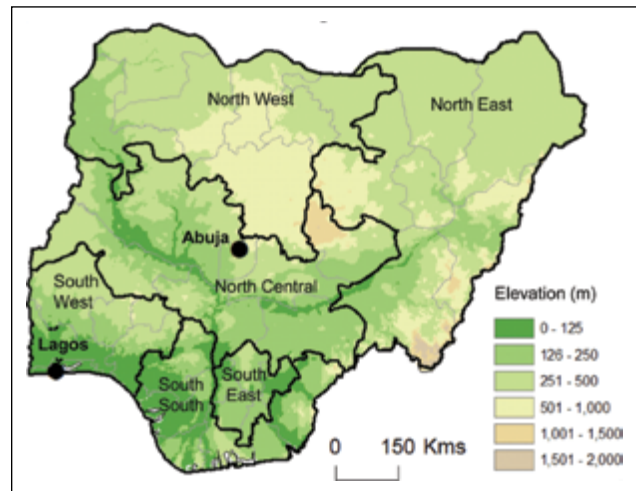 North West
North East
Abuja
North Central
South
West
Lagos
South
South
South
East
Elevation (m)
0 - 125
126 - 250
251 - 500
501 - 1,000
1,001 - 1,500
1,501 - 2,000
0 150 Kms